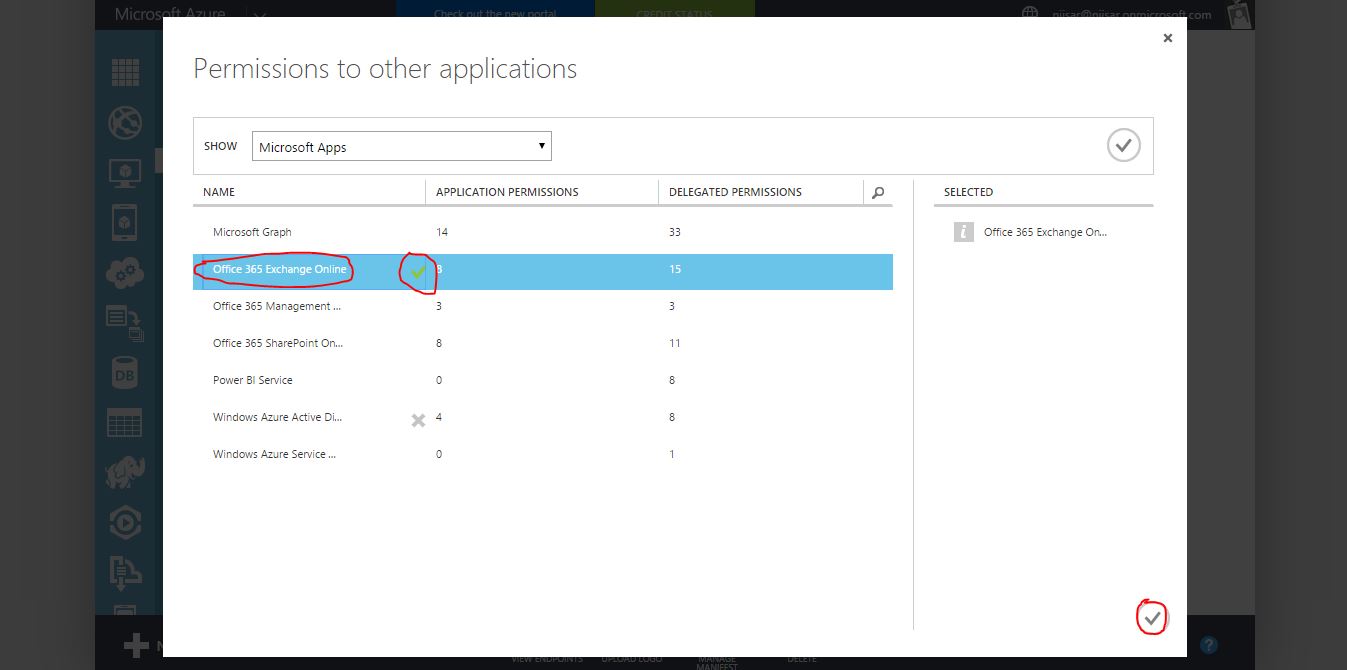 Microsoft Azure
Check out the new portal
CREDIT STATUS
njisar@njisar.onmicrosoft.com
Permissions to other applications
SHOW Microsoft Apps
NAME APPLICATION PERMISSIONS DELEGATED PERMISSIONS SELECTED
Microsoft Graph 14 33 Office 365 Exchange On...
Office 365 Exchange Online 8 15
Office 365 Management ... 3 3
Office 365 SharePoint On... 8 11
Power BI Service 0 8
DB
Windows Azure Active Di... 4 8
Windows Azure Service ... 0 1
N
VIEW ENDPOINTS UPLOAD LOGO MANAGE MANIFEST DELETE